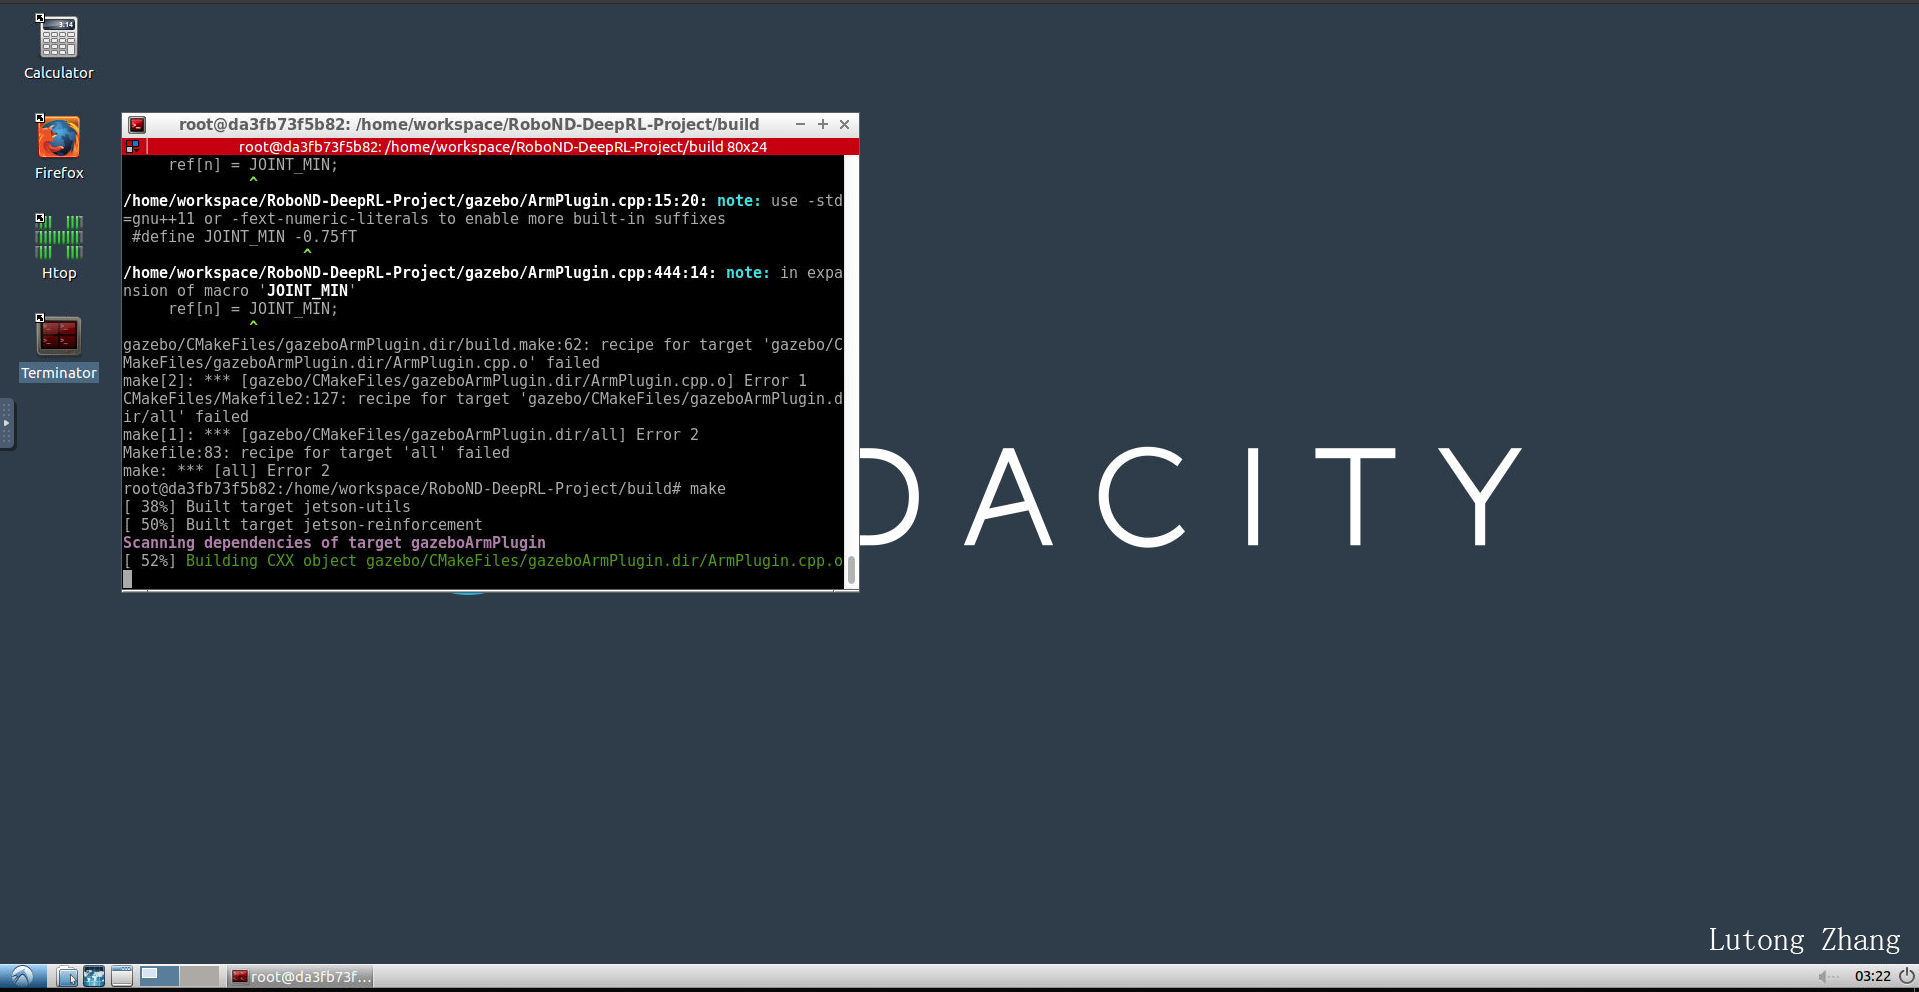 3.14
Calculator
Firefox
Htop
Terminator
root@da3fb73f5b82: /home/workspace/RoboND-DeepRL-Project/build
root@da3fb73f5b82: /home/workspace/RoboND-DeepRL-Project/build 80x24
ref[n] = JOINT_MIN;
^
/home/workspace/RoboND-DeepRL-Project/gazebo/ArmPlugin.cpp:15:20: note: use -std
=gnu++11 or -fext-numeric-literals to enable more built-in suffixes
#define JOINT_MIN -0.75fT
^
/home/workspace/RoboND-DeepRL-Project/gazebo/ArmPlugin.cpp:444:14: note: in expa
nsion of macro 'JOINT_MIN'
ref[n] = JOINT_MIN;
^
gazebo/CMakeFiles/gazeboArmPlugin.dir/build.make:62: recipe for target 'gazebo/C
MakeFiles/gazeboArmPlugin.dir/ArmPlugin.cpp.o' failed
make[2]: *** [gazebo/CMakeFiles/gazeboArmPlugin.dir/ArmPlugin.cpp.o] Error 1
CMakeFiles/Makefile2:127: recipe for target 'gazebo/CMakeFiles/gazeboArmPlugin.d
ir/all' failed
make[1]: *** [gazebo/CMakeFiles/gazeboArmPlugin.dir/all] Error 2
Makefile:83: recipe for target 'all' failed
make: *** [all] Error 2
root@da3fb73f5b82:/home/workspace/RoboND-DeepRL-Project/build# make
[ 38%] Built target jetson-utils
[ 50%] Built target jetson-reinforcement
Scanning dependencies of target gazeboArmPlugin
[ 52%] Building CXX object gazebo/CMakeFiles/gazeboArmPlugin.dir/ArmPlugin.cpp.o
DACITY
Lutong Zhang
root@da3fb73f...
03:22